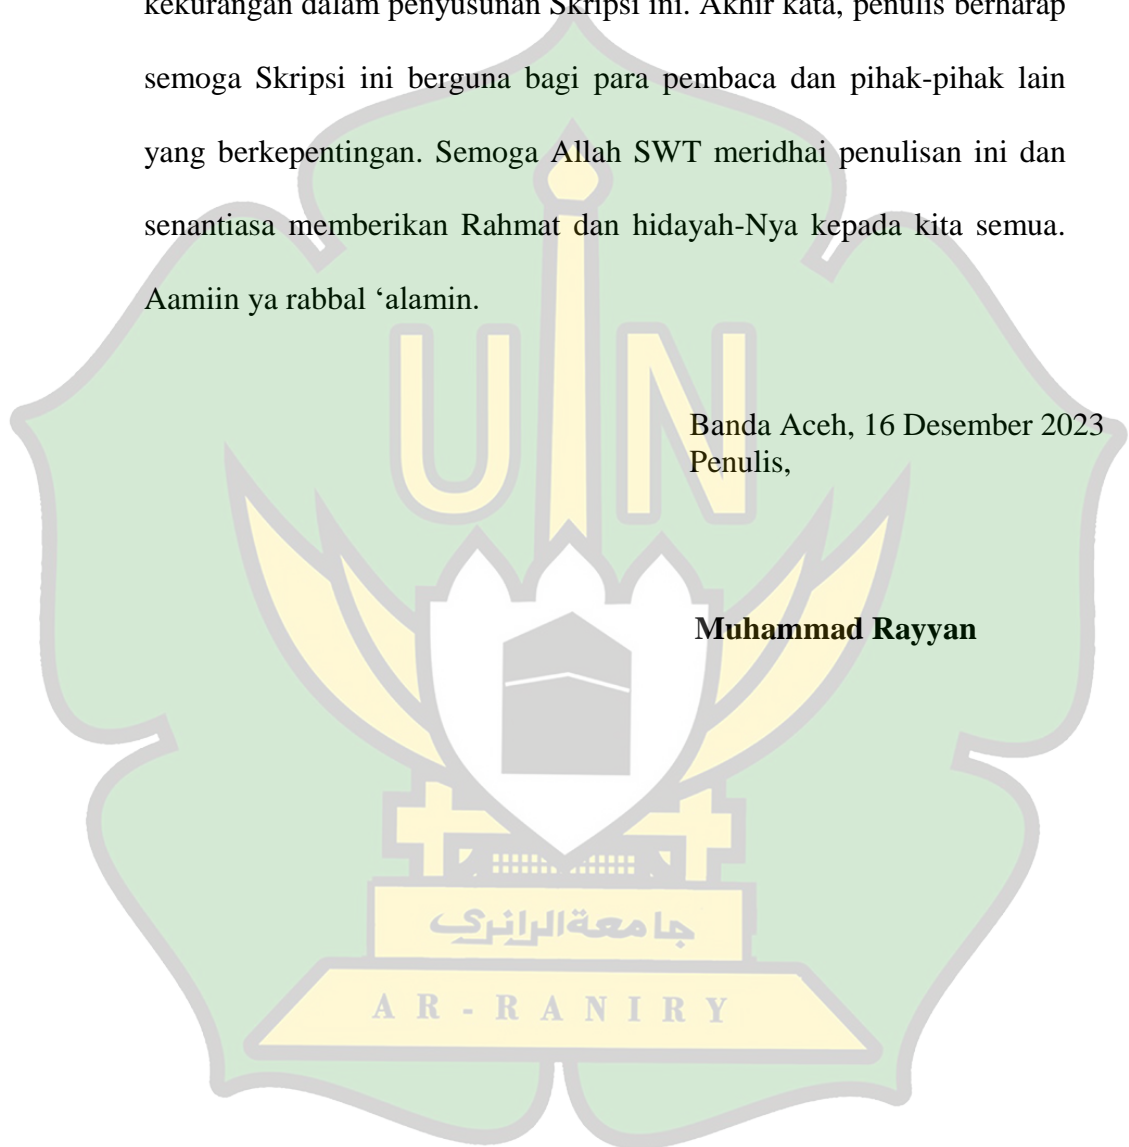 kekurangan dalam penyusunan Skripsi ini. Akhir kata, penulis berharap
semoga Skripsi ini berguna bagi para pembaca dan pihak-pihak lain
yang berkepentingan. Semoga Allah SWT meridhai penulisan ini dan
senantiasa memberikan Rahmat dan hidayah-Nya kepada kita semua.
Aamiin ya rabbal ‘alamin.
UIN
Banda Aceh, 16 Desember 2023
Penulis,
Muhammad Rayyan
جامعة الرانري
AR-RANIRY